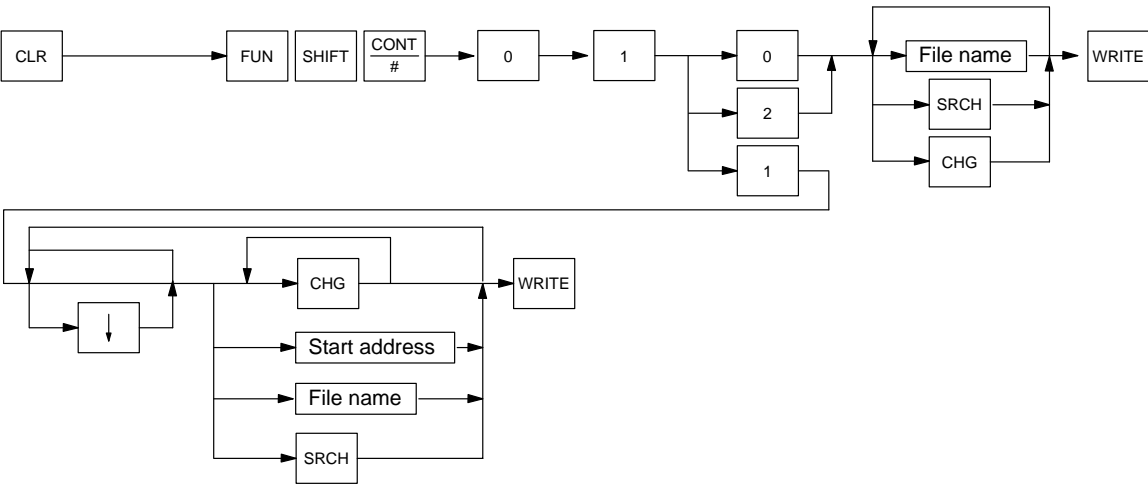 CLR
FUN
SHIFT
CONT
#
0
1
0
File name
WRITE
2
SRCH
1
CHG
CHG
WRITE
Start address
File name
SRCH